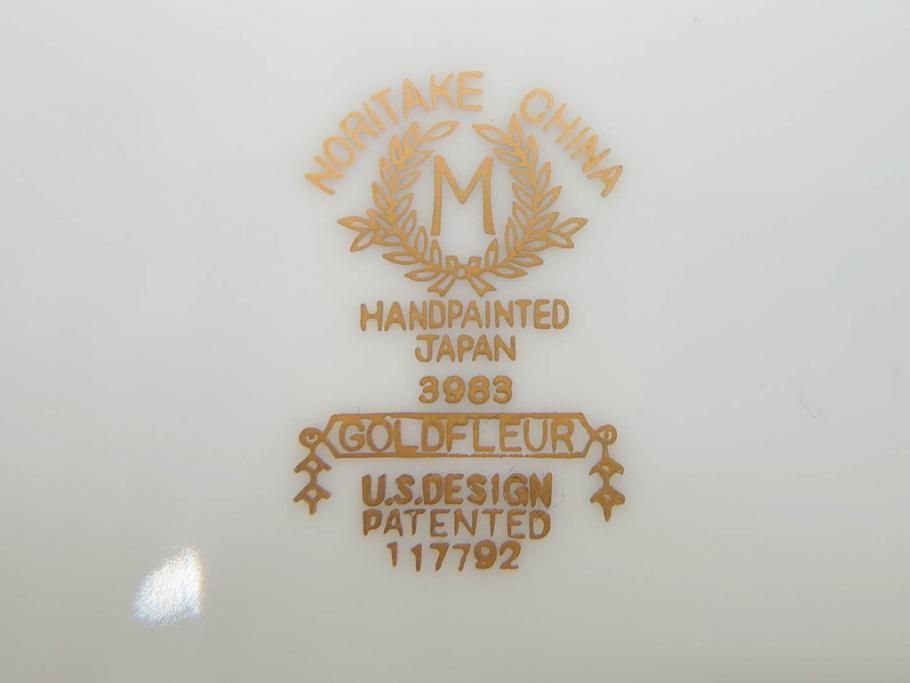 NORITAKE CHINA
M
HANDPAINTED
JAPAN
3983
GOLDFLEUR
U.S.DESIGN
PATENTED
117792